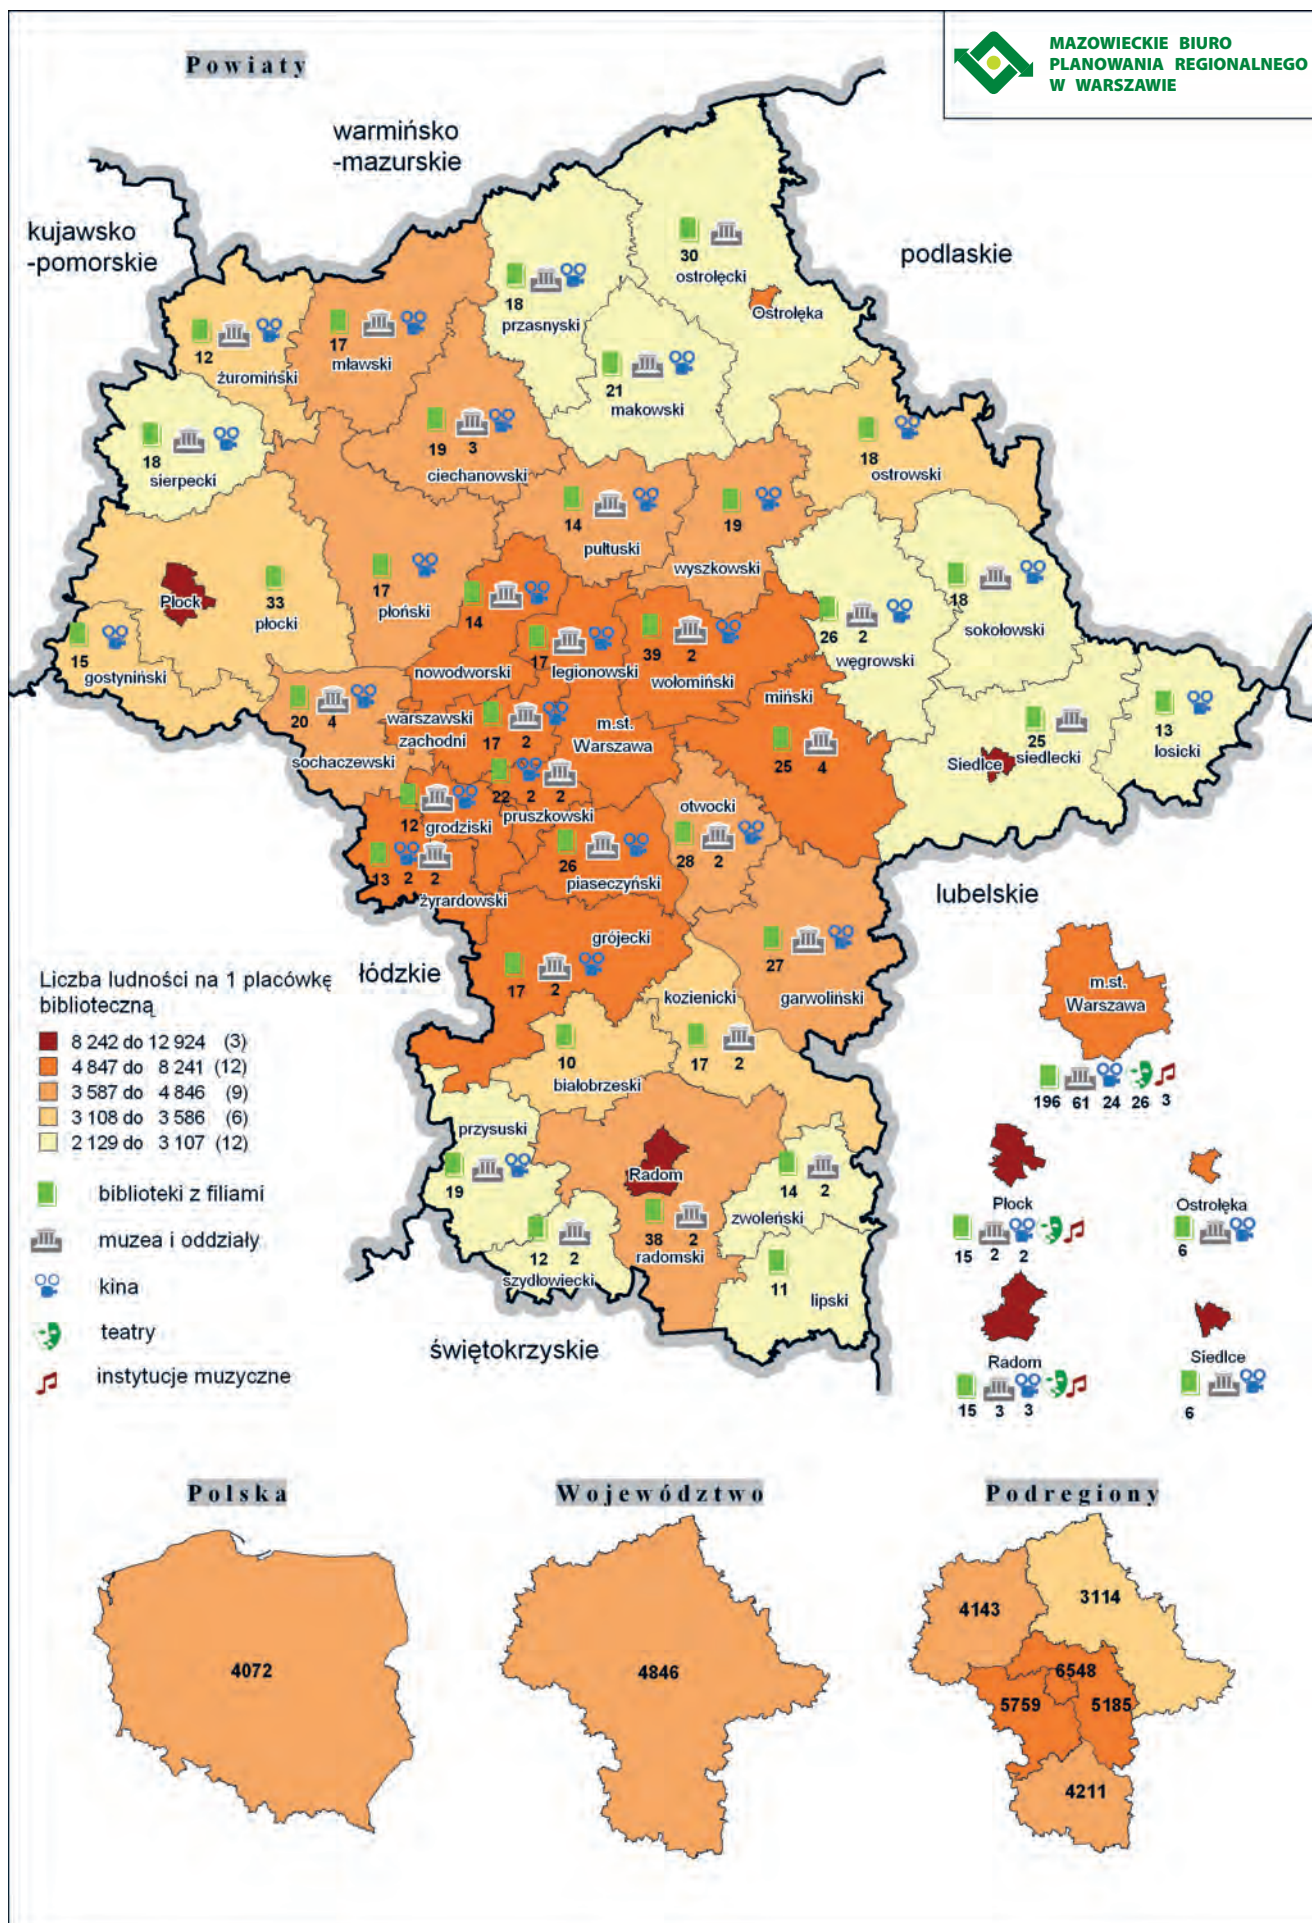 Powiaty
MAZOWIECKIE BIURO
PLANOWANIA REGIONALNEGO
W WARSZAWIE
warmińsko
-mazurskie
kujawsko
-pomorskie
podlaskie
30
ostrołęcki
Ostrołęka
18
przasnyski
12
żuromiński
17
mławski
21
makowski
19 3
ciechanowski
18
ostrowski
18
sierpecki
14
pułtuski
19
wyszkowski
17
płoński
Płock
33
płocki
14
nowodworski
17
legionowski
39 2
wołomiński
26 2
węgrowski
18
sokołowski
15
gostyniński
miński
25 4
20 4
sochaczewski
warszawski
zachodni
17 2
m.st.
Warszawa
25
siedlecki
Siedlce
13
łosicki
22 2 2
pruszkowski
12
grodziski
otwocki
28 2
13 2 2
żyrardowski
26
piaseczyński
lubelskie
grójecki
17 2
27
garwoliński
łódzkie
kozienicki
17 2
10
białobrzeski
m.st.
Warszawa
196 61 24 26 3
Liczba ludności na 1 placówkę
biblioteczną
8 242 do 12 924 (3)
4 847 do 8 241 (12)
3 587 do 4 846 (9)
3 108 do 3 586 (6)
2 129 do 3 107 (12)
biblioteki z filiami
muzea i oddziały
kina
teatry
instytucje muzyczne
przysuski
19
Radom
38 2
radomski
14 2
zwoleński
12 2
szydłowiecki
11
lipski
świętokrzyskie
Płock
15 2 2
Ostrołęka
6
Radom
15 3 3
Siedlce
6
Polska
Województwo
Podregiony
4072
4846
4143
3114
6548
5759
5185
4211